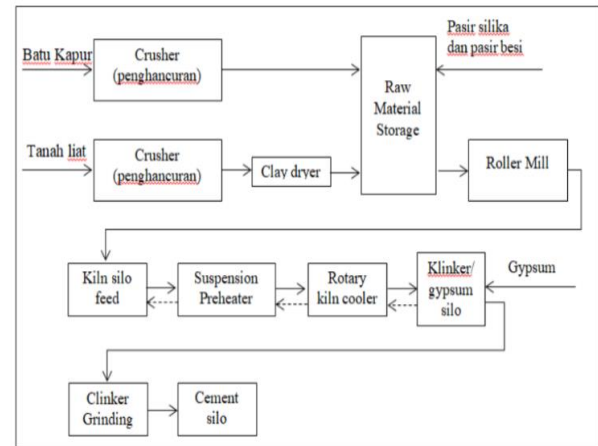 Pasir silika
dan pasir besi
Batu Kapur
Crusher
(penghancuran)
Raw
Material
Storage
Tanah liat
Crusher
(penghancuran)
Clay dryer
Roller Mill
Kiln silo
feed
Suspension
Preheater
Rotary
kiln cooler
Klinker/
gypsum
silo
Gypsum
Clinker
Grinding
Cement
silo